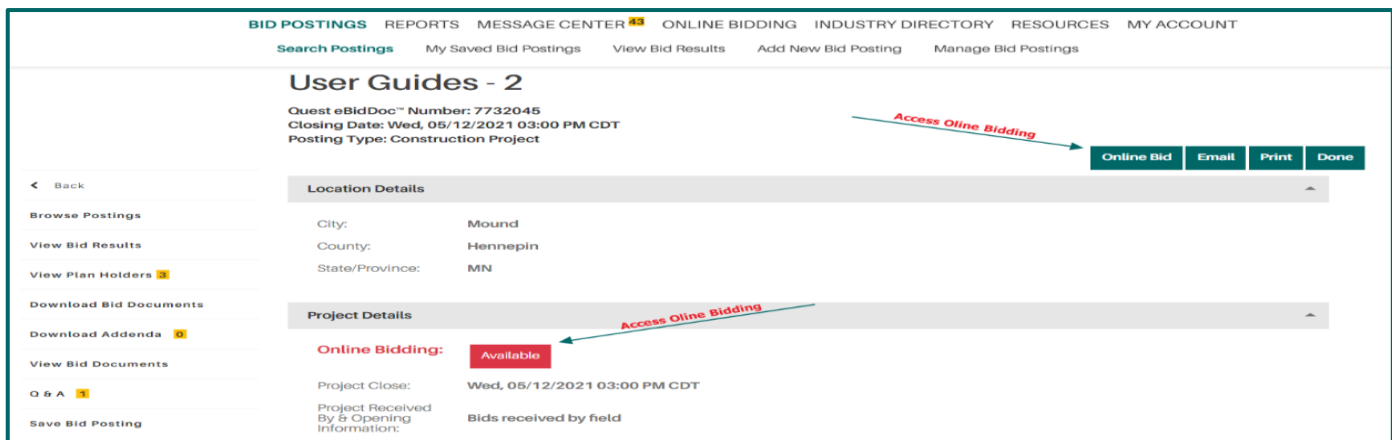 BID POSTINGS REPORTS MESSAGE CENTER 43 ONLINE BIDDING INDUSTRY DIRECTORY RESOURCES MY ACCOUNT
Search Postings My Saved Bid Postings View Bid Results Add New Bid Posting Manage Bid Postings
User Guides - 2
Quest eBidDoc™ Number: 7732045
Closing Date: Wed, 05/12/2021 03:00 PM CDT
Posting Type: Construction Project
Access Oline Bidding
Online Bid Email Print Done
< Back
Browse Postings
View Bid Results
View Plan Holders 3
Download Bid Documents
Download Addenda 0
View Bid Documents
Q & A 1
Save Bid Posting
Location Details
City: Mound
County: Hennepin
State/Province: MN
Project Details
Access Oline Bidding
Online Bidding: Available
Project Close: Wed, 05/12/2021 03:00 PM CDT
Project Received
By & Opening Bids received by field
Information: